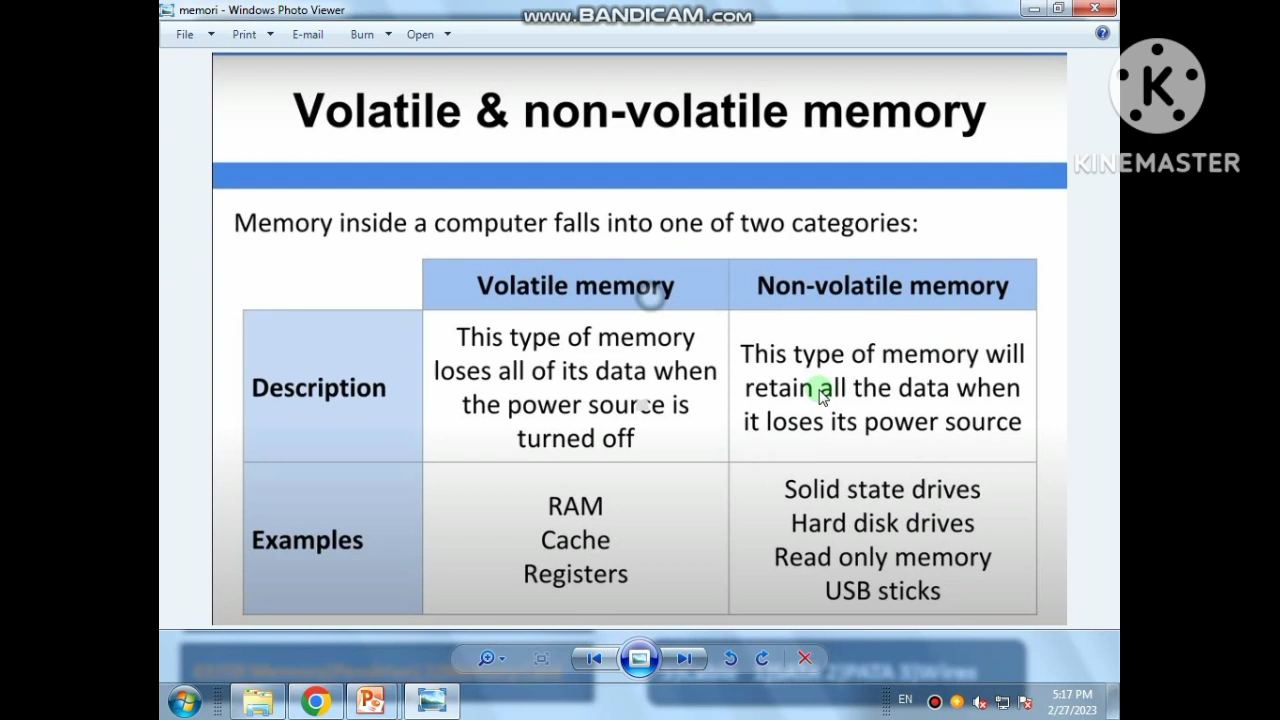 memori - Windows Photo Viewer
www.BANDICAM.com
File Print E-mail Burn Open
K
KINEMASTER
Volatile & non-volatile memory
Memory inside a computer falls into one of two categories:
Volatile memory
Non-volatile memory
Description
This type of memory
loses all of its data when
the power source is
turned off
This type of memory will
retain all the data when
it loses its power source
Examples
RAM
Cache
Registers
Solid state drives
Hard disk drives
Read only memory
USB sticks
EN
5:17 PM
2/27/2023